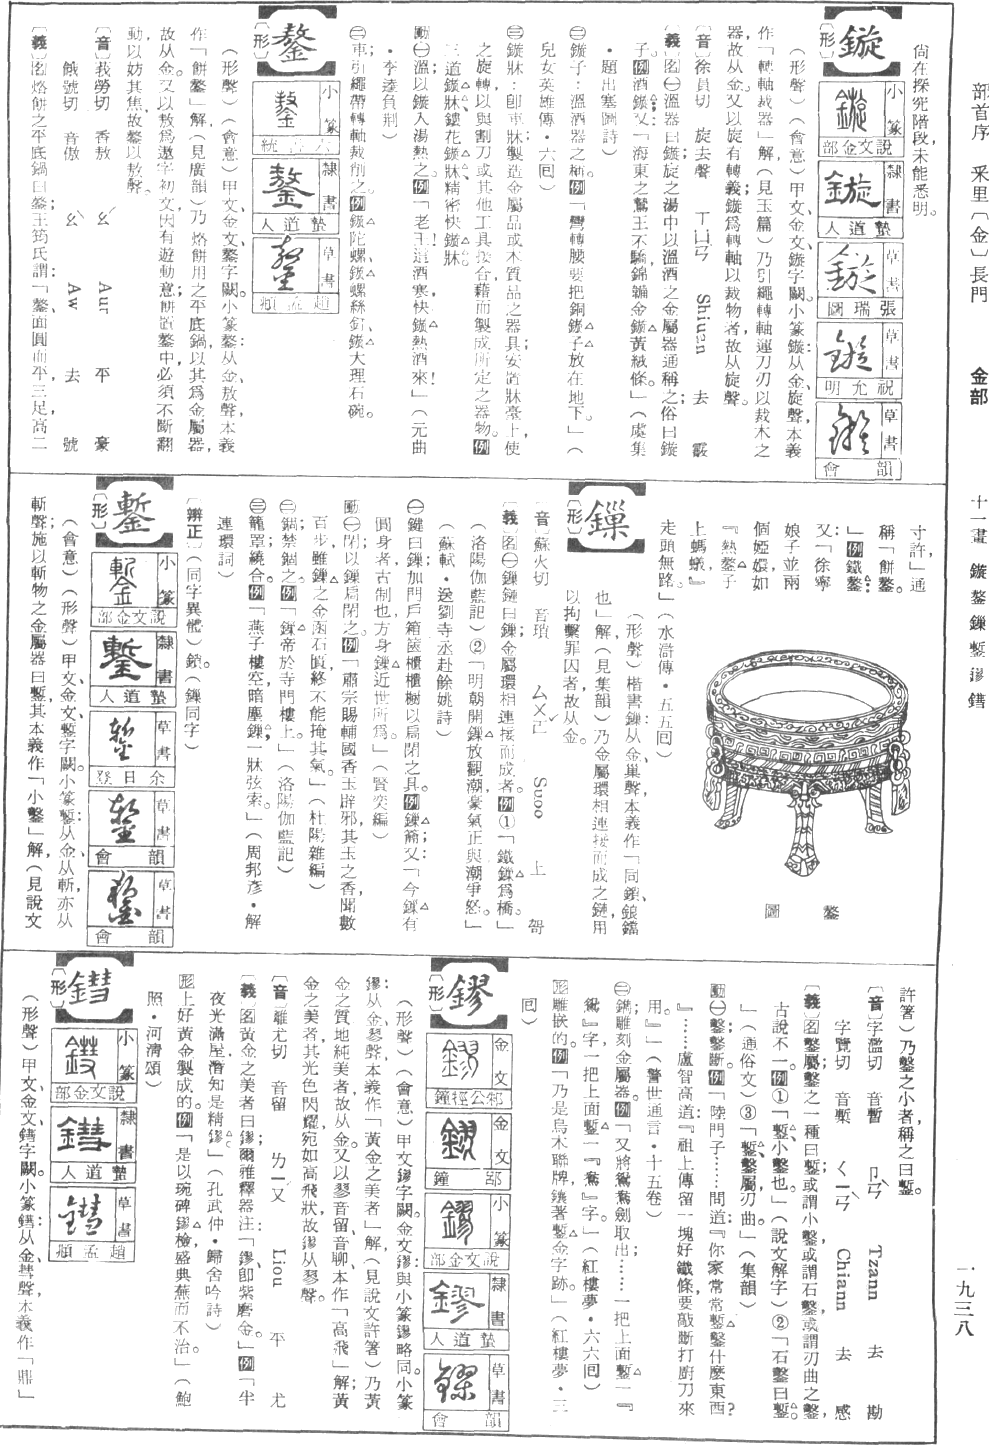 部首序　釆里〔金〕長門　金部　十一畫　鏇鏊鏁鏨鏐鏏　一九三八
尙在探究階段，未能悉明。
鏇
〔形〕
小篆　說文金部
隸書　蟄道人
草書　張瑞圖
草書　祝允明
草書　韻會
（形聲）（會意）甲文、金文、鏇字闕。小篆鏇：从金、旋聲，本義
作「轉軸裁器」解（見玉篇），乃引繩轉軸運刀刃以裁木之
器，故从金。又以旋有轉義，鏇爲轉軸以裁物者，故从旋聲。
〔音〕徐員切　旋去聲　ㄒㄩㄢˋ　Shiuan　去　霰
〔義〕名㊀溫器曰鏇；旋之湯中以溫酒之金屬器通稱之；俗曰鏇
子。例酒鏇；又：「海東之鷲王不驕，錦韝金鏇黃絨條。」（虞集
‧題出塞圖詩）
㊁鏇子：溫酒器之稱。例「彎轉腰要把銅鏇子放在地下。」（
兒女英雄傳‧六囘）
㊂鏇牀：卽車牀；製造金屬品或木質品之器具；安置牀臺上，使
之旋轉，以與割刀或其他工具接合，藉而製成所定之器物。例
三道鏇牀、鏤花鏇牀、精密快鏇牀。
動㊀溫；以鏇入湯熱之。例「老王這酒寒，快鏇熱酒來！」（元曲
‧李逵負荆）
㊁車；引繩帶轉軸裁削之。例鏇陀螺、鏇螺絲釘、鏇大理石碗。
鏊
〔形〕
小篆　六書統
隸書　蟄道人
草書　趙孟頫
（形聲）（會意）甲文、金文、鏊字闕。小篆鏊：从金、敖聲，本義
作「餅鏊」解（見廣韻），乃烙餅用之平底鍋；以其爲金屬器，
故从金。又以敖爲遨字初文，因有遊動意；餅置鏊中，必須不斷翻
動以妨其焦，故鏊以敖聲。
〔音〕莪勞切　音敖　ㄠˊ　Aur　平　豪
餓號切　音傲　ㄠˋ　Aw　去　號
〔義〕名烙餅之平底鍋曰鏊；王筠氏謂：「鏊，面圓而平，三足，高二
寸許」，通
稱「餅鏊」。
例鐵鏊；
又：「徐寧
娘子並兩
個婭嬛如
『熱鏊子
上螞蟻』，
走頭無路。」（水滸傳‧五五囘）
鏊圖
鏁
〔形〕
（形聲）楷書鏁：从金、巢聲，本義作「同鎖，鋃鐺
也」解（見集韻），乃金屬環相連接而成之鏈，用
以拘繫罪囚者，故从金。
〔音〕蘇火切　音瑣　ㄙㄨㄛˇ　Suoo　上　哿
〔義〕名㊀鏁鏈曰鏁；金屬環相連接而成者。例①「鐵鏁爲橋。」
（洛陽伽藍記）②「明朝開鏁放觀潮，豪氣正與潮爭怒。」
（蘇軾‧送劉寺丞赴餘姚詩）
㊁鍵曰鏁；加門戶箱篋櫃櫥以扃閉之具。例鏁籥；又：「今鏁有
圓身者，古制也；方身鏁，近世所爲。」（賢奕編）
動㊀閉；以鏁扃閉之。例「肅宗賜輔國香玉辟邪，其玉之香聞數
百步，雖鏁之金函石匱，終不能掩其氣。」（杜陽雜編）
㊁錮；禁錮之。例「鏁帝於寺門樓上。」（洛陽伽藍記）
㊂籠罩；繞合。例「燕子樓空，暗塵鏁、一牀弦索。」（周邦彥‧解
連環詞）
〔辨正〕（同字異體）鎖。（鏁同字）
鏨
〔形〕
小篆　說文金部
隸書　蟄道人
草書　余日登
草書　韻會
草書　韻會
（會意）（形聲）甲文、金文、鏨字闕。小篆鏨：从金、从斬，亦从
斬聲，施以斬物之金屬器曰鏨；其本義作「小鑿」解（見說文
許箸），乃鑿之小者，稱之曰鏨。
〔音〕字濫切　音暫　ㄗㄢˋ　Tzann　去　勘
字覽切　音槧　ㄑㄧㄢˋ　Chiann　去　感
〔義〕名鑿屬；鑿之一種曰鏨；或謂小鑿，或謂石鑿，或謂刃曲之鑿，
古說不一。例①「鏨，小鑿也。」（說文解字）②「石鑿曰鏨。
」（通俗文）③「鏨，鑿屬，刃曲。」（集韻）
動㊀鑿；鑿斷。例「陸門子……問道：『你家常常鏨鑿什麼東西？
』……盧智高道：『祖上傳留一塊好鐵條，要敲斷打廚刀來
用。』」（警世通言‧十五卷）
㊁鐫；雕刻金屬器。例「又將鴛鴦劍取出……一把上面鏨一『
鴛』字，一把上面鏨一『鴦』字。」（紅樓夢‧六六囘）
形雕嵌的。例「乃是烏木聯牌，鑲著鏨金字跡。」（紅樓夢‧三
囘）
鏐
〔形〕
金文　邾公牼鐘
金文　郘鐘
小篆　說文金部
隸書　蟄道人
草書　韻會
（形聲）（會意）甲文鏐字闕。金文鏐：與小篆鏐略同。小篆
鏐：从金、翏聲，本義作「黃金之美者」解（見說文許箸），乃黃
金之質地純美者，故从金。又以翏音留、音聊，本作「高飛」解；黃
金之美者，其光色閃耀宛如高飛狀，故鏐从翏聲。
〔音〕離尤切　音留　ㄌㄧㄡˊ　Liou　平　尤
〔義〕名黃金之美者曰鏐；爾雅釋器注：「鏐，卽紫磨金。」例「半
夜光滿屋，潛知是精鏐。」（孔武仲‧歸舍吟詩）
形上好黃金製成的。例「是以琬碑鏐檢，盛典蕪而不治。」（鮑
照‧河淸頌）
鏏
〔形〕
小篆　說文金部
隸書　蟄道人
草書　趙孟頫
（形聲）甲文、金文、鏏字闕。小篆鏏：从金、彗聲，本義作「鼎」